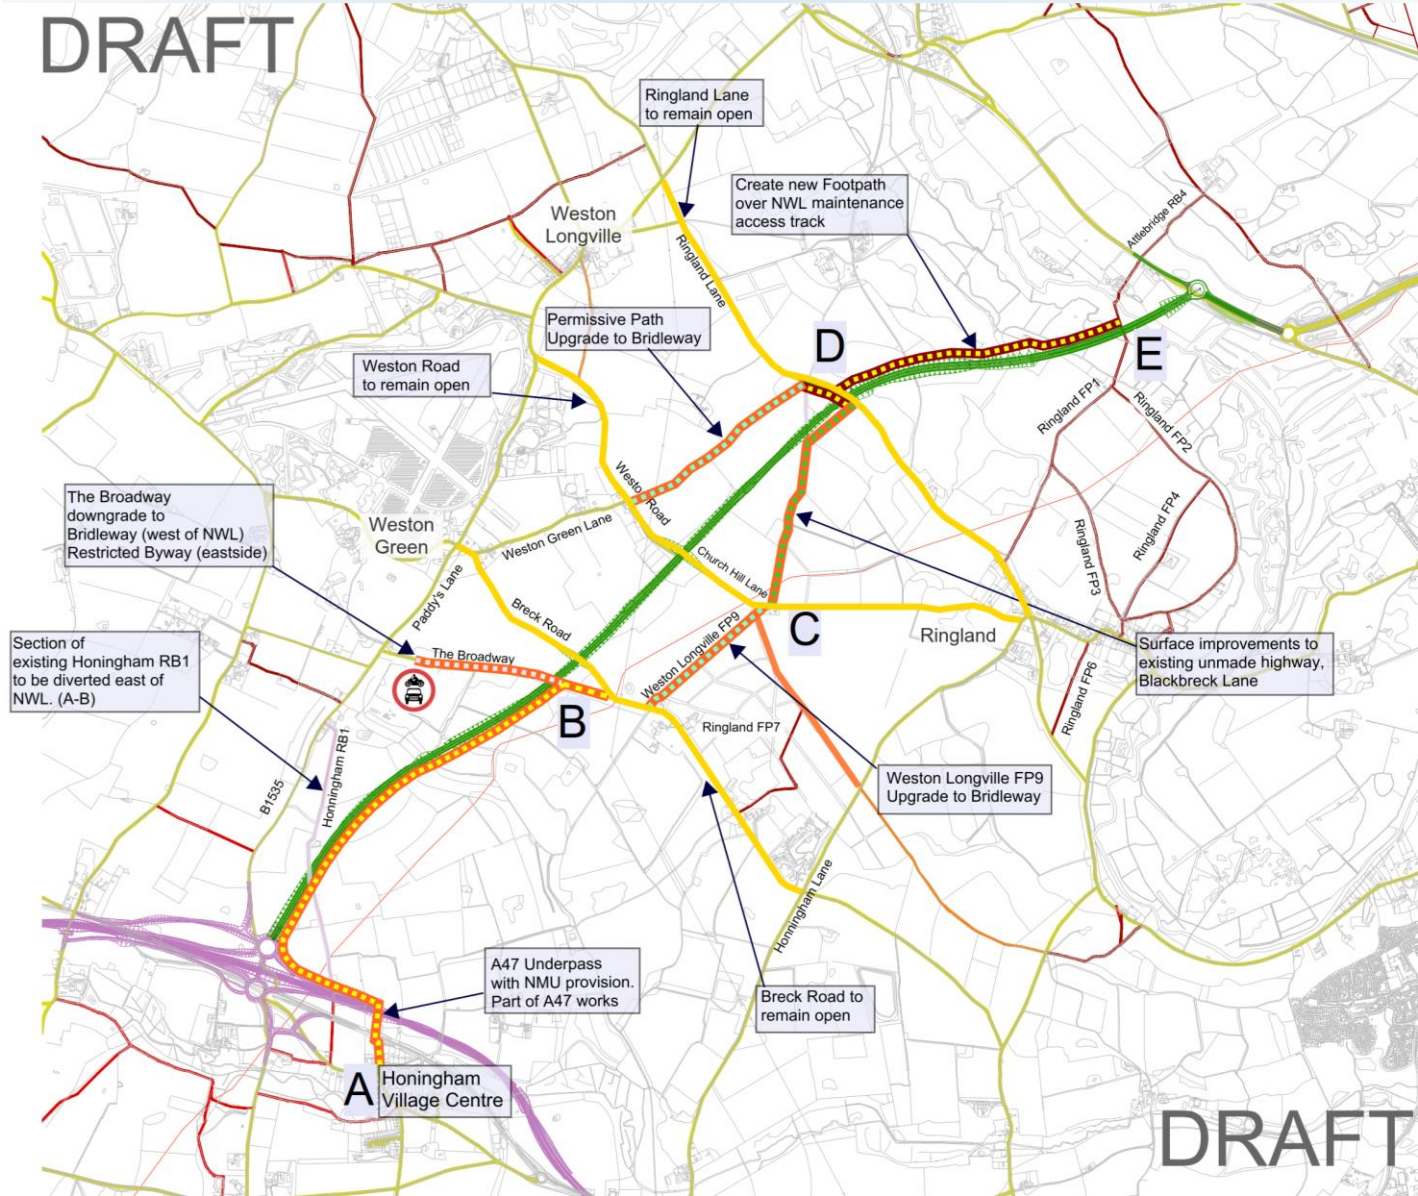 DRAFT
Ringland Lane
to remain open
Create new Footpath
over NWL maintenance
access track
Attlebridge RB4
Weston
Longville
Ringland Lane
Permissive Path
Upgrade to Bridleway
D
E
Weston Road
to remain open
Ringland FP1
Ringland FP2
The Broadway
downgrade to
Bridleway (west of NWL)
Restricted Byway (eastside)
Weston
Green
Weston Road
Weston Green Lane
Ringland FP4
Ringland FP3
Church Hill Lane
Paddy's Lane
Breck Road
C
Ringland
Section of
existing Honingham RB1
to be diverted east of
NWL. (A-B)
The Broadway
Weston Longville FP9
Surface improvements to
existing unmade highway,
Blackbreck Lane
Ringland FP6
B
Ringland FP7
Honningham RB1
B1535
Weston Longville FP9
Upgrade to Bridleway
Honningham Lane
A47 Underpass
with NMU provision.
Part of A47 works
Breck Road to
remain open
A
Honingham
Village Centre
DRAFT